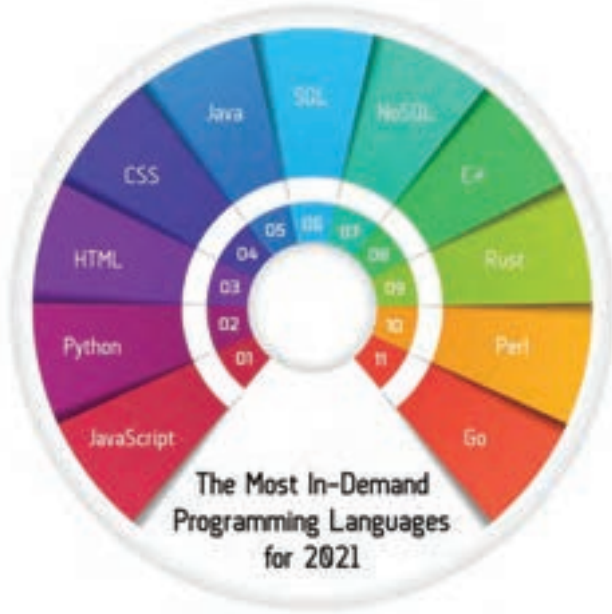 JavaScript
Python
HTML
CSS
Java
SQL
NoSQL
C#
Rust
Perl
Go
01
02
03
04
05
06
07
08
09
10
11
The Most In-Demand
Programming Languages
for 2021